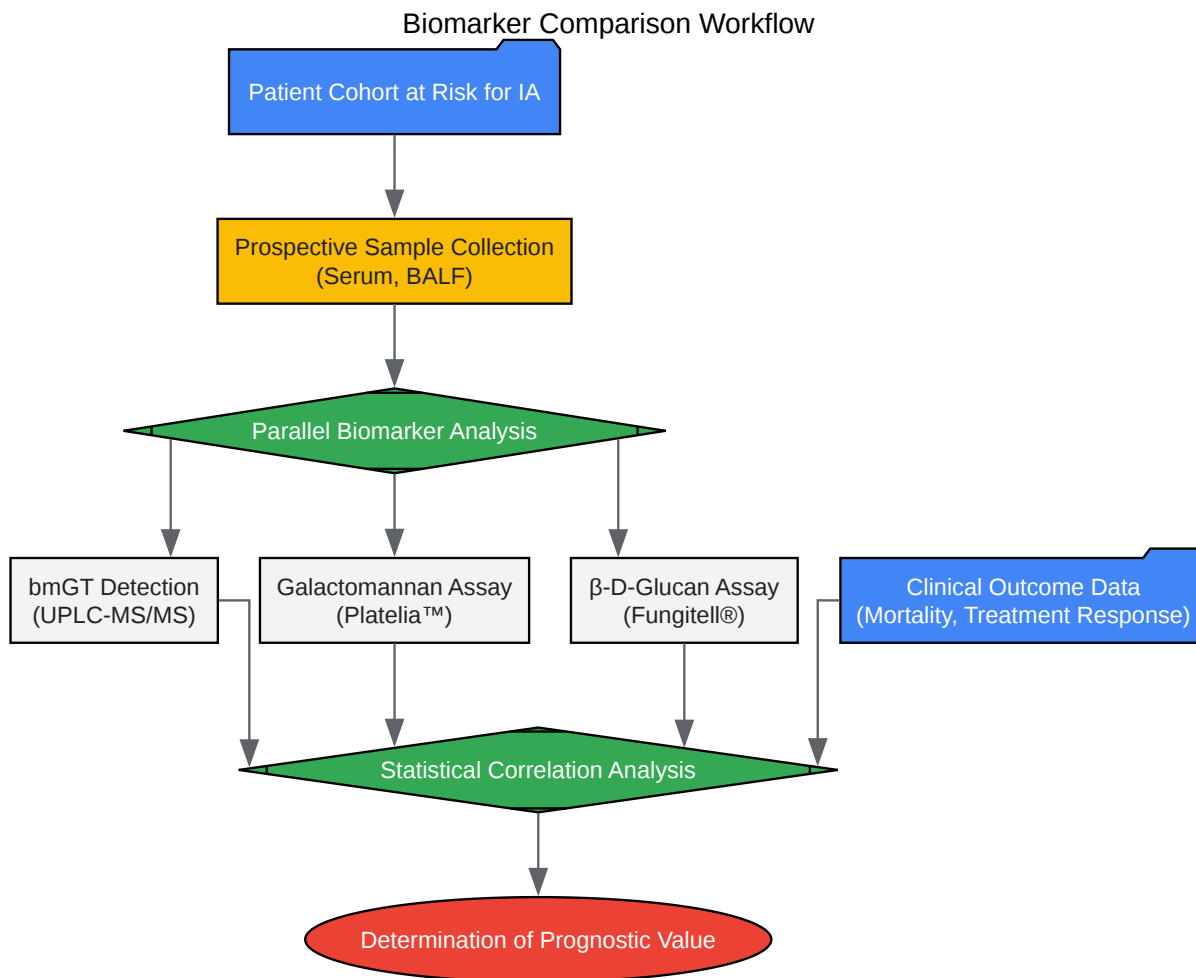 Biomarker Comparison Workflow
Patient Cohort at Risk for IA
Prospective Sample Collection
(Serum, BALF)
Parallel Biomarker Analysis
bmGT Detection
(UPLC-MS/MS)
Galactomannan Assay
(Platelia™)
β-D-Glucan Assay
(Fungitell®)
Clinical Outcome Data
(Mortality, Treatment Response)
Statistical Correlation Analysis
Determination of Prognostic Value